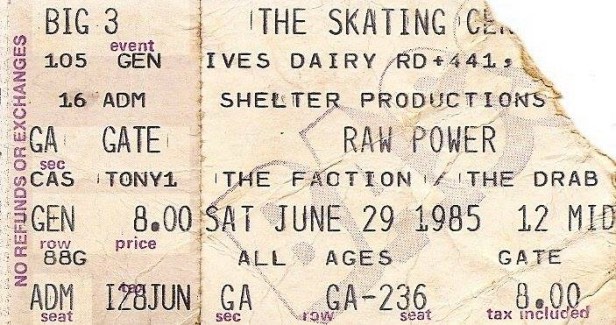 BIG 3 THE SKATING
event
105 GEN IVES DAIRY RD+441,
16 ADM SHELTER PRODUCTIONS
GA GATE RAW POWER
sec
CAS TONY1 THE FACTION / THE DRAB
GEN 8.00 SAT JUNE 29 1985 12 MID
row price
88G ALL AGES GATE
tax
ADM 128JUN GA GA-236 8.00
seat sec row seat tax included
NO REFUNDS OR EXCHANGES